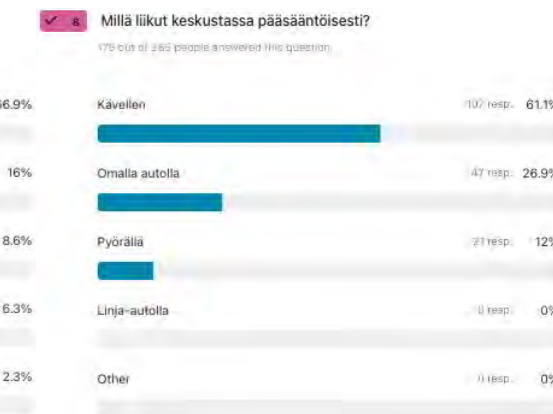 8 Millä liikut keskustassa pääsääntöisesti?
175 out of 265 people answered this question
66.9%
Kävellen 107 resp. 61.1%
16%
Omalla autolla 47 resp. 26.9%
8.6%
Pyörällä 21 resp. 12%
6.3%
Linja-autolla 0 resp. 0%
2.3%
Other 0 resp. 0%